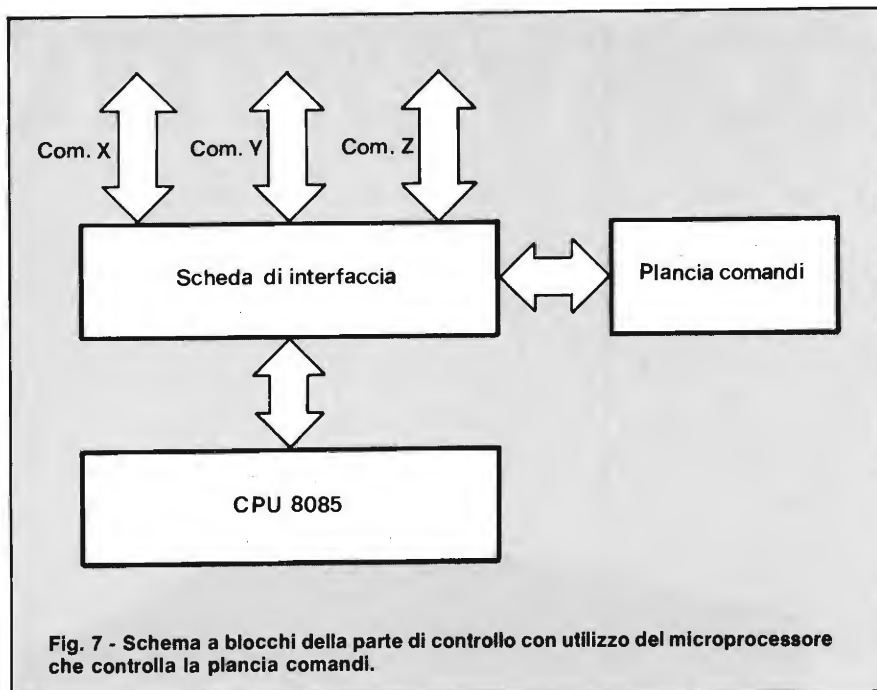 Com. X
Com. Y
Com. Z
Scheda di interfaccia
Plancia comandi
CPU 8085
Fig. 7 - Schema a blocchi della parte di controllo con utilizzo del microprocessore
che controlla la plancia comandi.